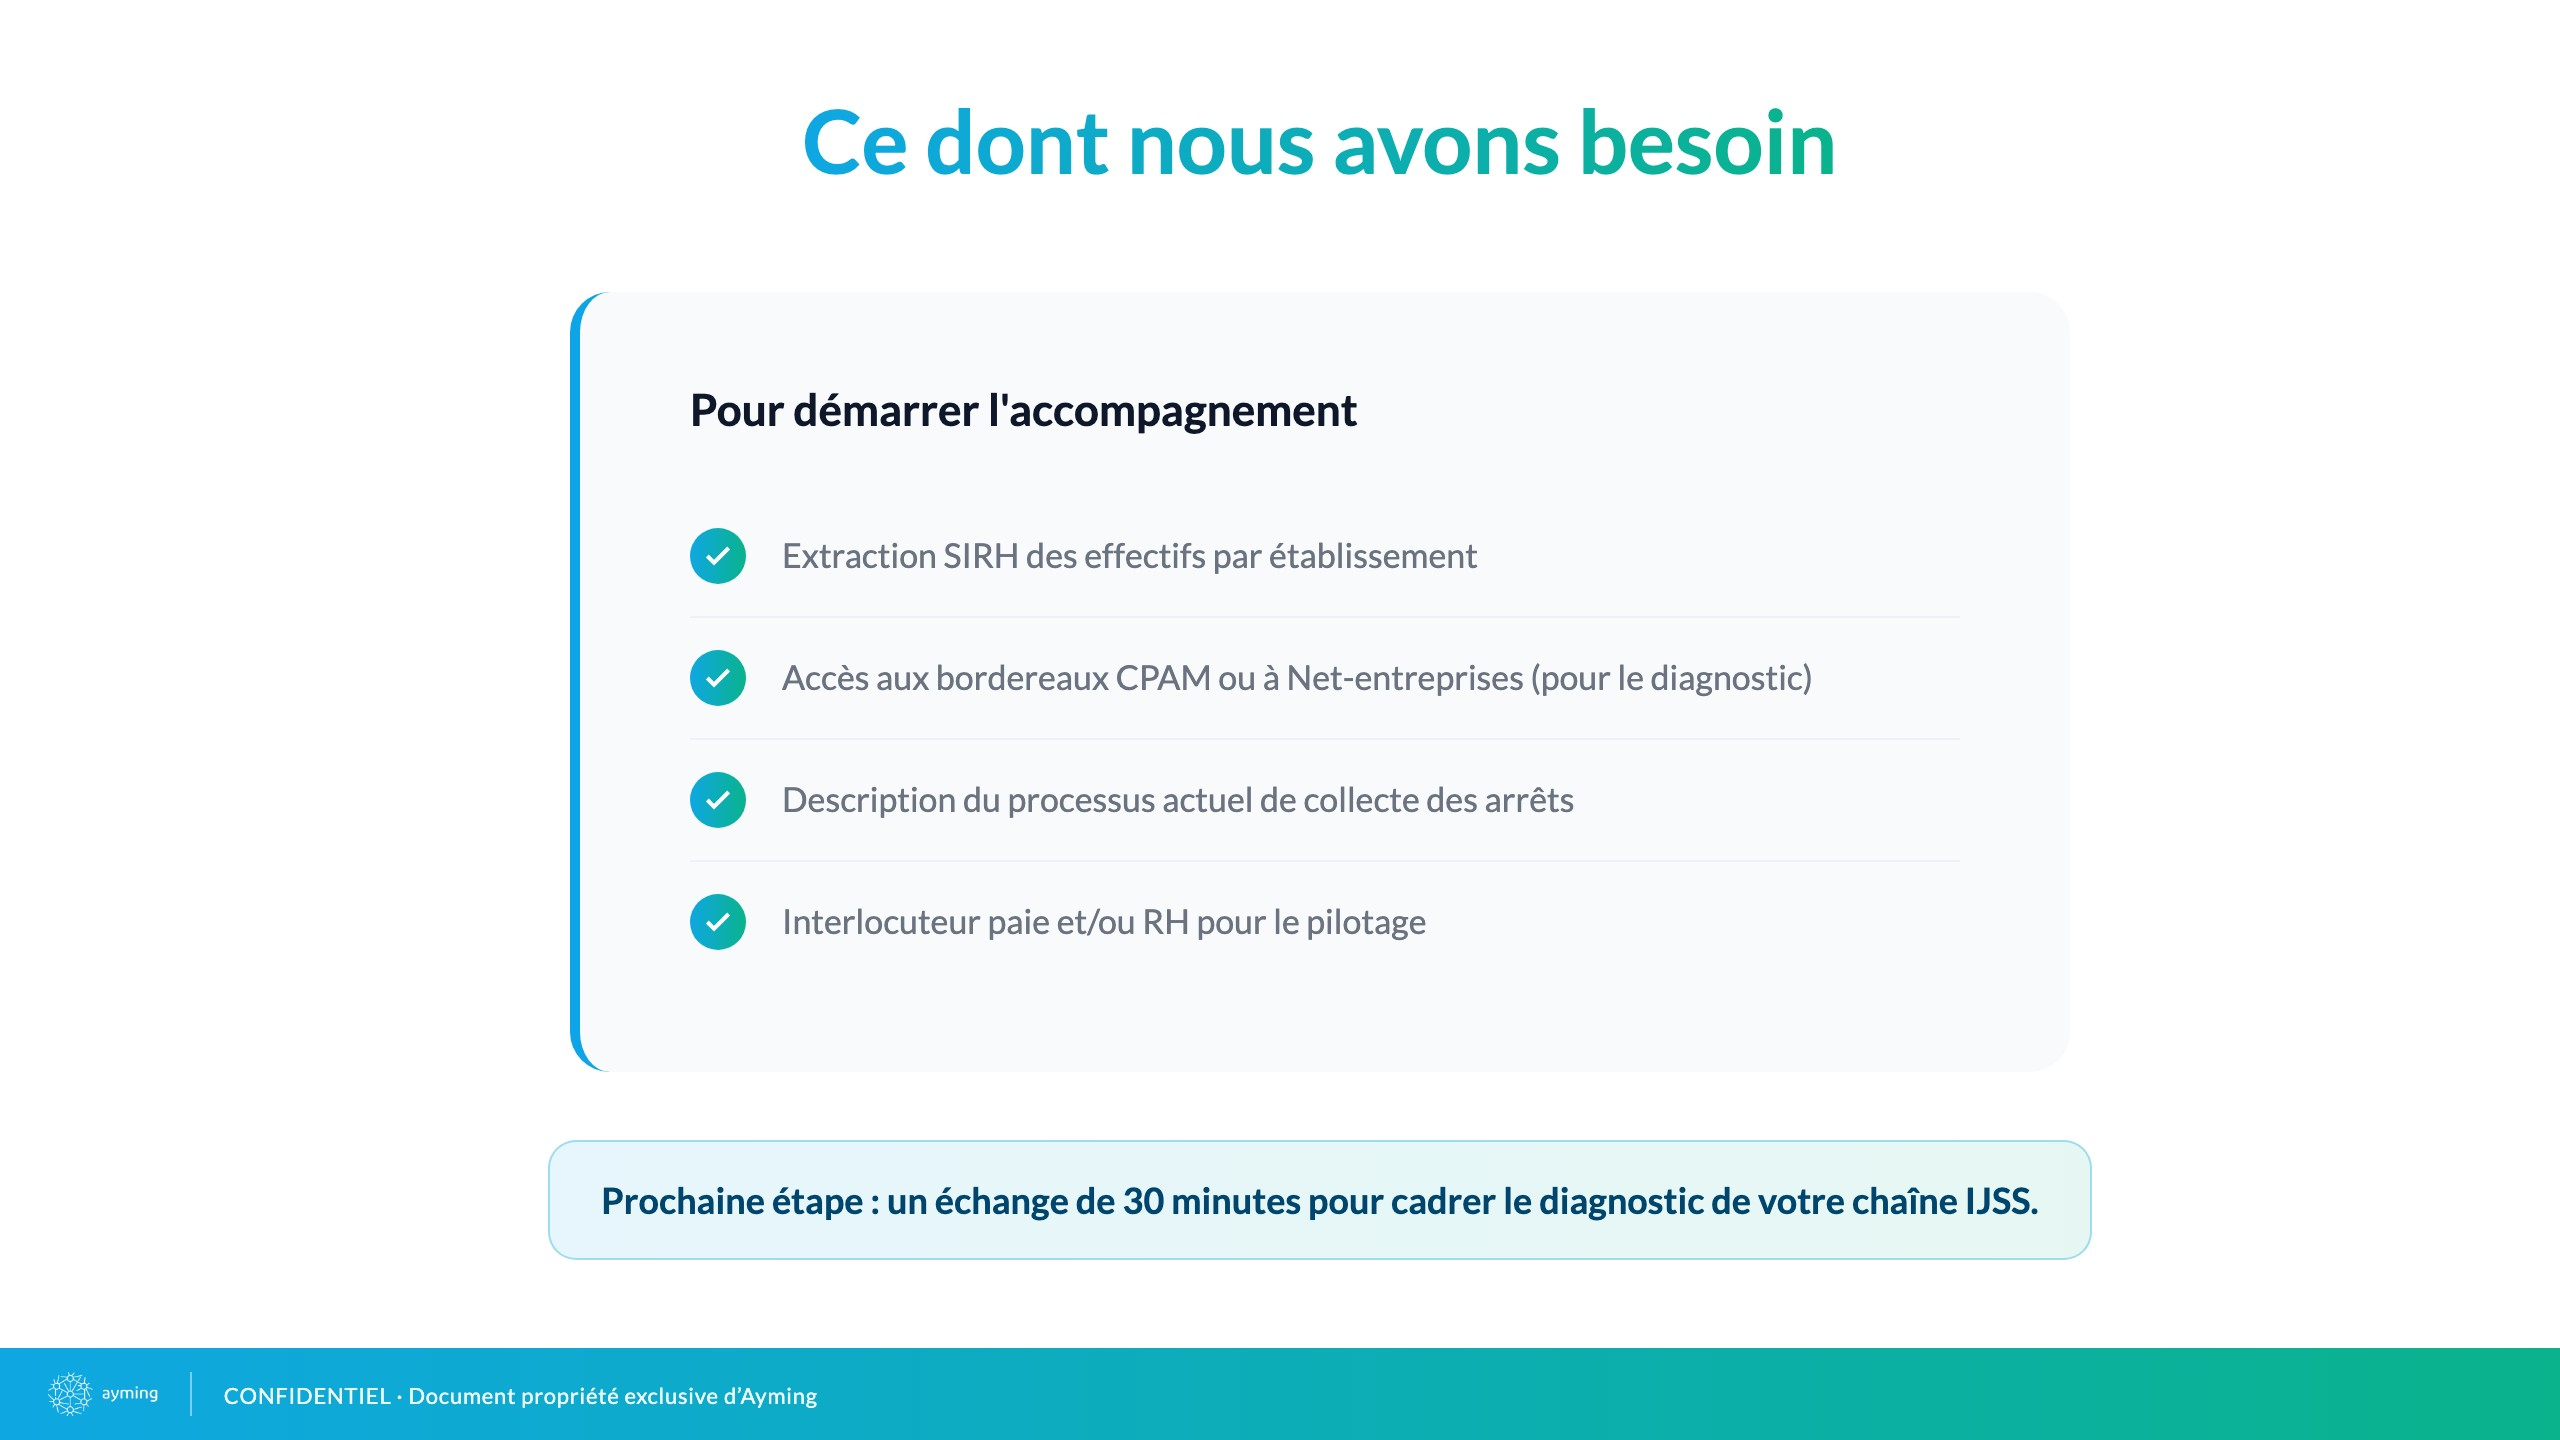 Ce dont nous avons besoin
Pour démarrer l'accompagnement
Extraction SIRH des effectifs par établissement
Accès aux bordereaux CPAM ou à Net-entreprises (pour le diagnostic)
Description du processus actuel de collecte des arrêts
Interlocuteur paie et/ou RH pour le pilotage
Prochaine étape : un échange de 30 minutes pour cadrer le diagnostic de votre chaîne IJSS.
ayming
CONFIDENTIEL · Document propriété exclusive d’Ayming